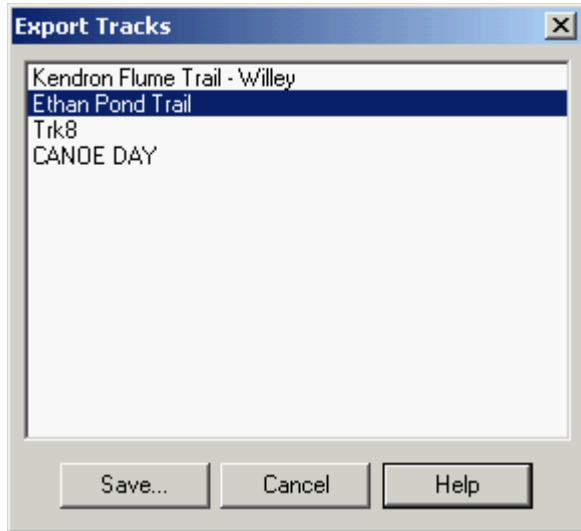 Export Tracks
Kendron Flume Trail - Willey
Ethan Pond Trail
Trk8
CANOE DAY
Save... Cancel Help